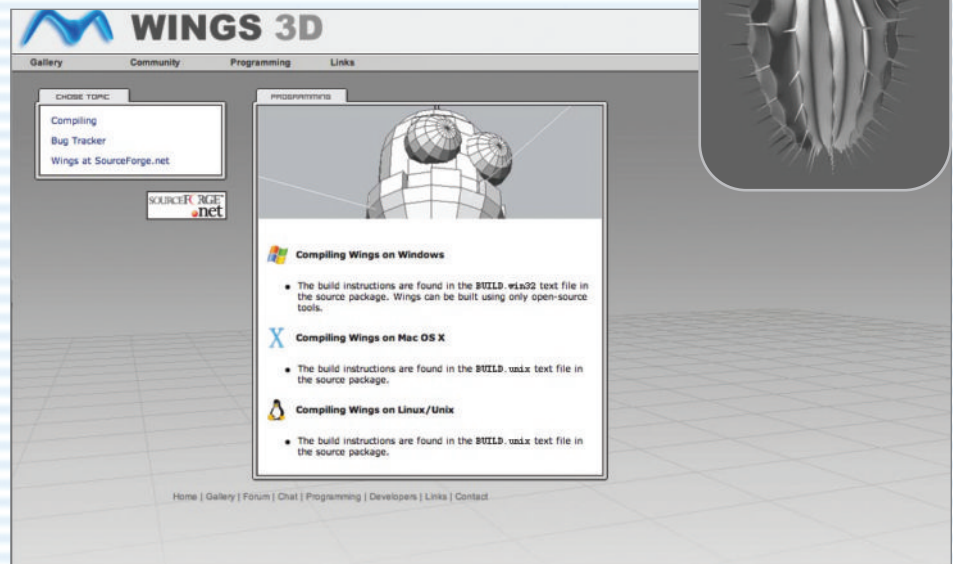 WINGS 3D
Gallery Community Programming Links
CHOSE TOPIC
Compiling
Bug Tracker
Wings at SourceForge.net
SOURCEFORGE
.net
PROGRAMMING
Compiling Wings on Windows
• The build instructions are found in the BUILD.win32 text file in
the source package. Wings can be built using only open-source
tools.
Compiling Wings on Mac OS X
• The build instructions are found in the BUILD.unix text file in
the source package.
Compiling Wings on Linux/Unix
• The build instructions are found in the BUILD.unix text file in
the source package.
Home | Gallery | Forum | Chat | Programming | Developers | Links | Contact